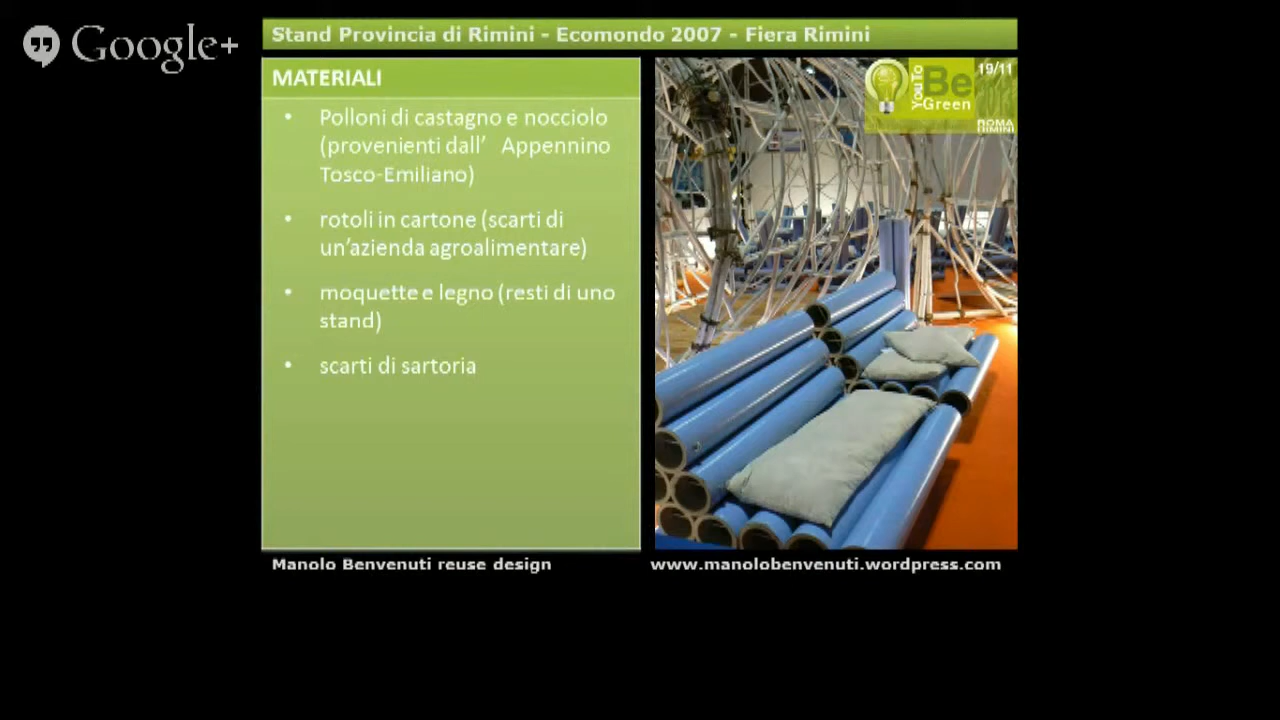 Google+
Stand Provincia di Rimini - Ecomondo 2007 - Fiera Rimini
MATERIALI
• Polloni di castagno e nocciolo
(provenienti dall’ Appennino
Tosco-Emiliano)
• rotoli in cartone (scarti di
un’azienda agroalimentare)
• moquette e legno (resti di uno
stand)
• scarti di sartoria
YouTo
Be
Green
19/11
ROMA
RIMINI
Manolo Benvenuti reuse design
www.manolobenvenuti.wordpress.com